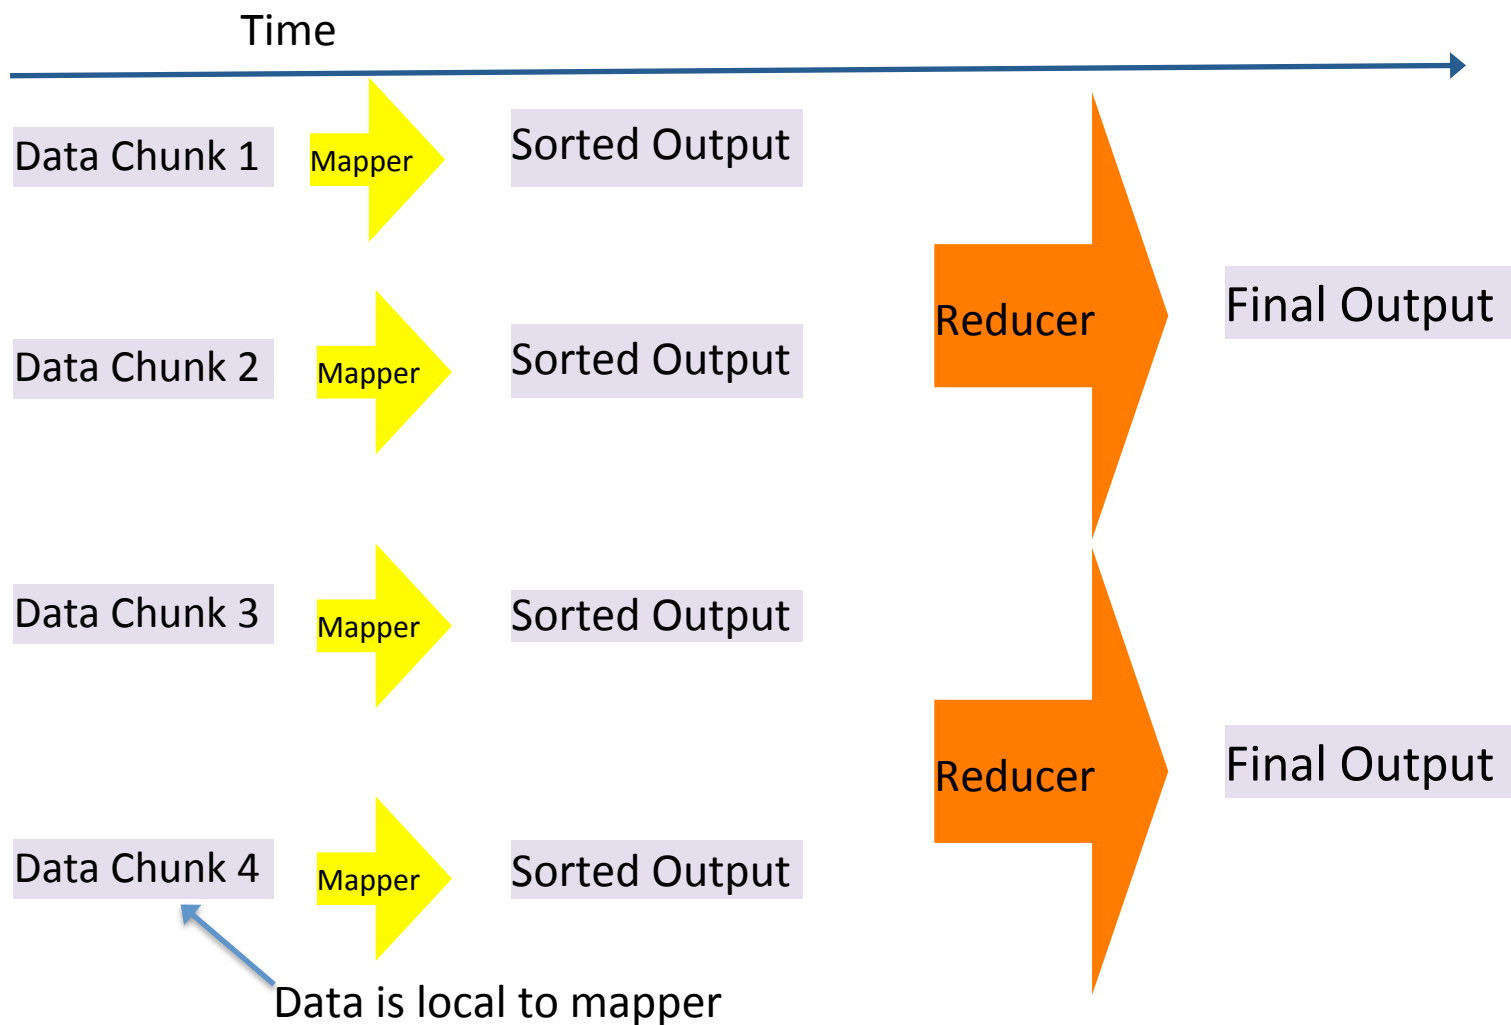 Time
Data Chunk 1
Mapper
Sorted Output
Data Chunk 2
Mapper
Sorted Output
Reducer
Final Output
Data Chunk 3
Mapper
Sorted Output
Data Chunk 4
Mapper
Sorted Output
Reducer
Final Output
Data is local to mapper